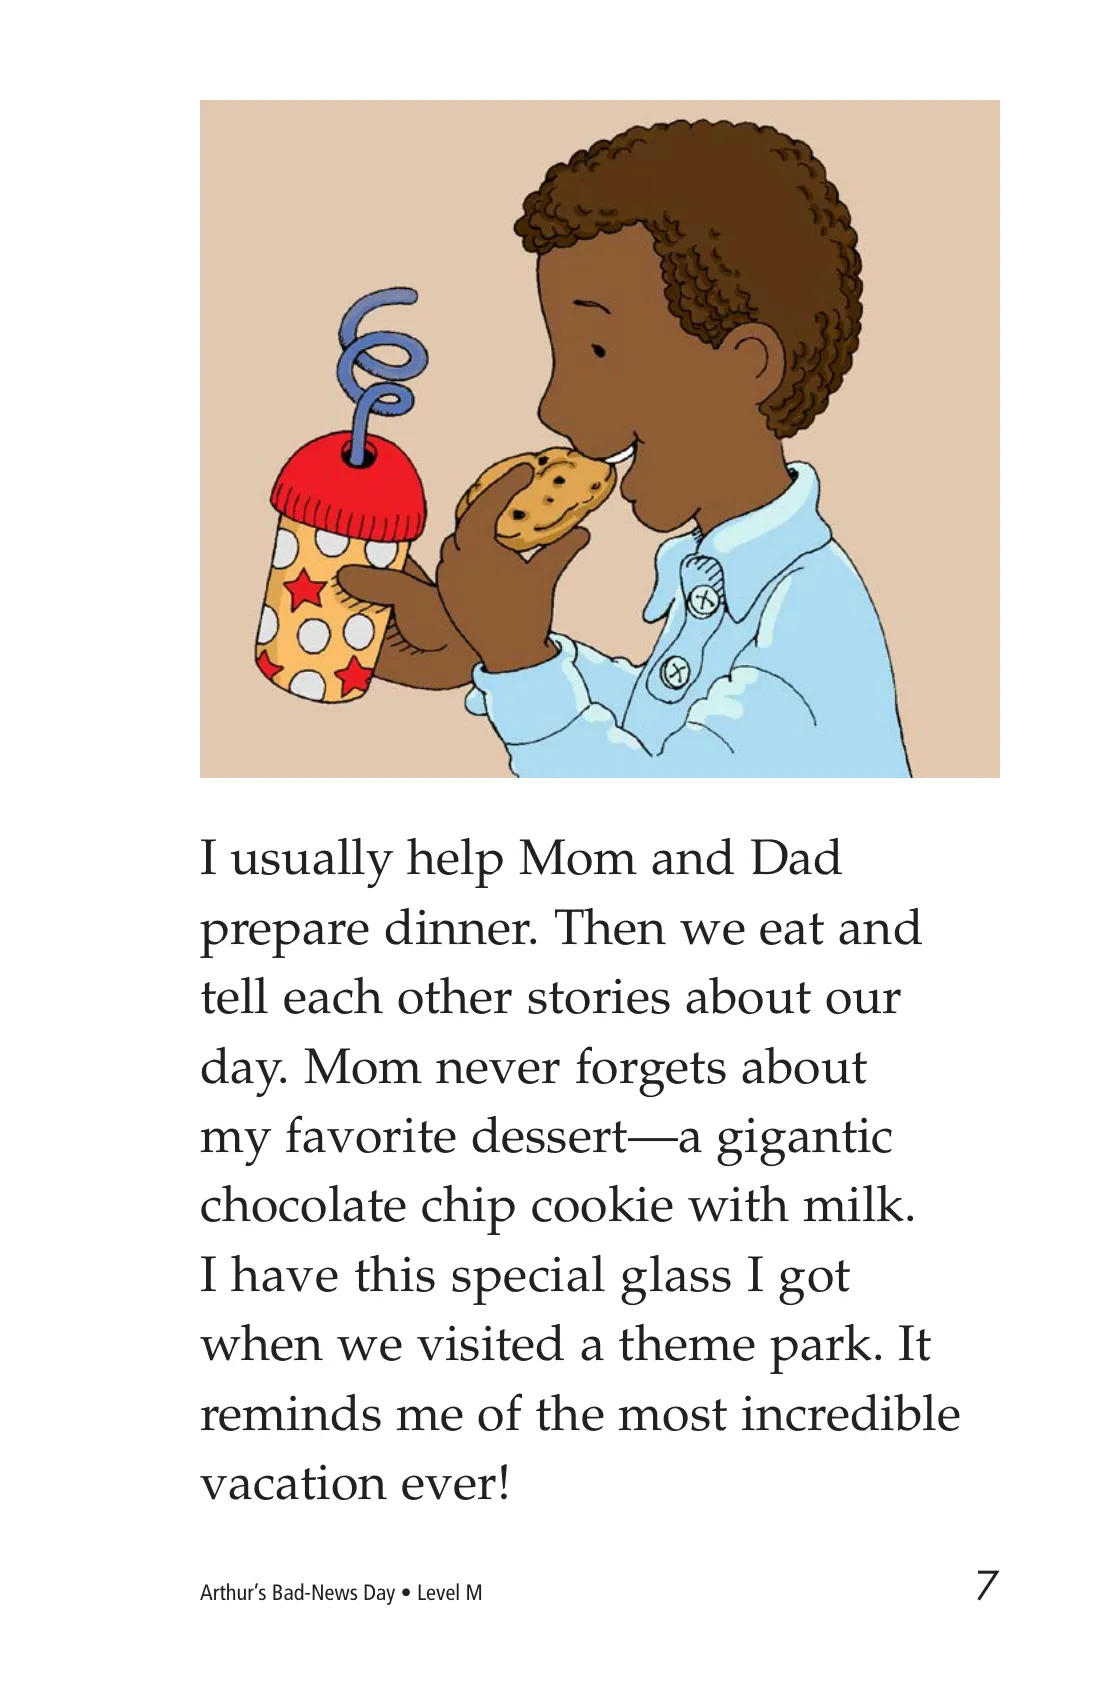 I usually help Mom and Dad
prepare dinner. Then we eat and
tell each other stories about our
day. Mom never forgets about
my favorite dessert—a gigantic
chocolate chip cookie with milk.
I have this special glass I got
when we visited a theme park. It
reminds me of the most incredible
vacation ever!
Arthur’s Bad-News Day • Level M
7